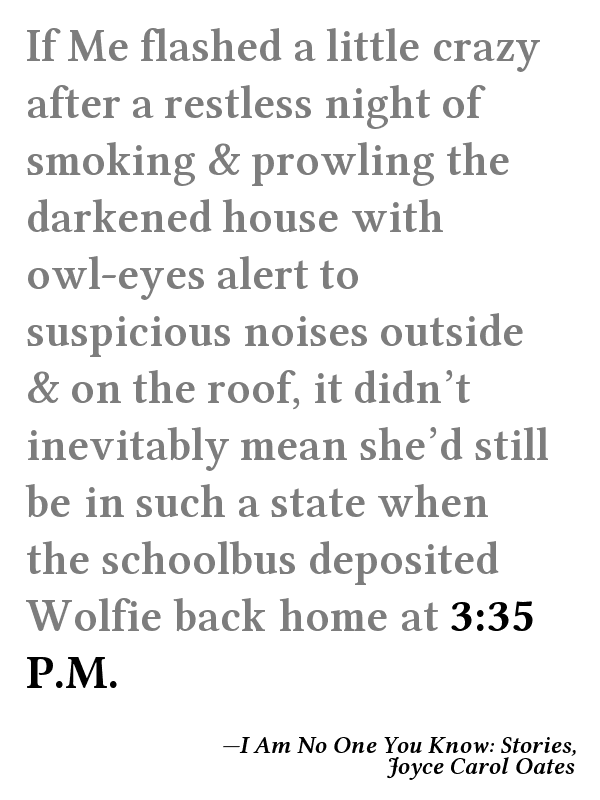 If Me flashed a little crazy
after a restless night of
smoking & prowling the
darkened house with
owl-eyes alert to
suspicious noises outside
& on the roof, it didn’t
inevitably mean she’d still
be in such a state when
the schoolbus deposited
Wolfie back home at 3:35
P.M.
—I Am No One You Know: Stories,
Joyce Carol Oates